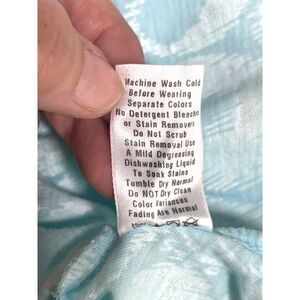 Machine Wash Cold
Before Wearing
Separate Colors
No Detergent Bleaches
or Stain Removers
Do Not Scrub
Stain Removal Use
A Mild Degreasing
Dishwashing Liquid
To Soak Stains
Tumble Dry Normal
Do NOT Dry Clean
Color Variances
Fading Are Normal